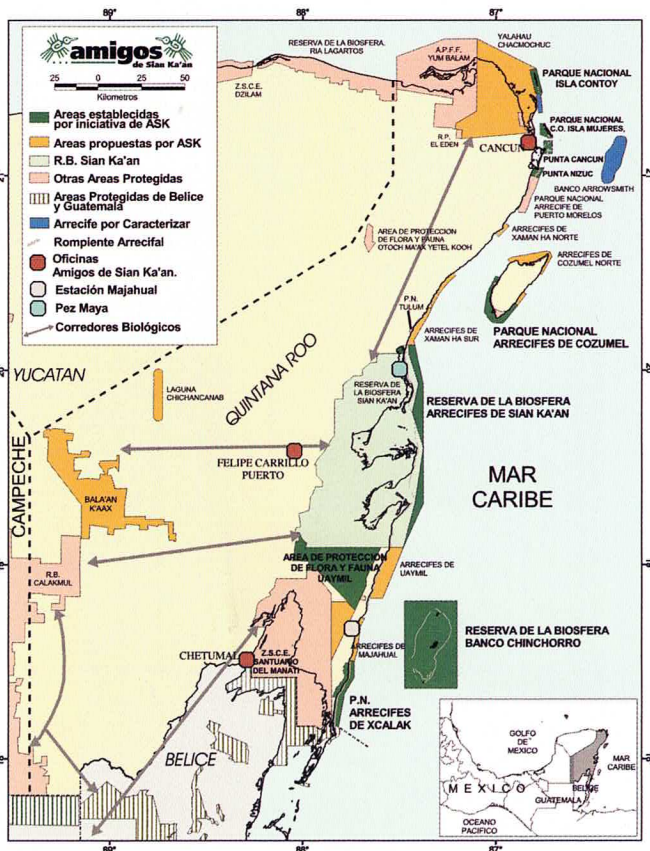 89°
88°
87°
amigos
de Sian Ka'an
25 0 25 50
Kilometros
Areas establecidas
por iniciativa de ASK
Areas propuestas por ASK
R.B. Sian Ka'an
Otras Areas Protegidas
Areas Protegidas de Belice
y Guatemala
Arrecife por Caracterizar
Rompiente Arrecifal
Oficinas
Amigos de Sian Ka'an.
Estación Majahual
Pez Maya
Corredores Biológicos
RESERVA DE LA BIOSFERA.
RIA LAGARTOS
Z.S.C.E.
DZILAM
A.P.F.F.
YUM BALAM
YALAHAU
CHACMOCHUC
R.P.
EL EDEN
PARQUE NACIONAL
ISLA CONTOY
PARQUE NACIONAL
C.O. ISLA MUJERES,
CANCUN
PUNTA CANCUN
PUNTA NIZUC
BANCO ARROWSMITH
PARQUE NACIONAL
ARRECIFE DE
PUERTO MORELOS
ARRECIFES DE
XAMAN HA NORTE
AREA DE PROTECCION
DE FLORA Y FAUNA
OTOCH MA'AX YETEL KOOH
ARRECIFES DE
COZUMEL NORTE
P.N.
TULUM
ARRECIFES DE
XAMAN HA SUR
PARQUE NACIONAL
ARRECIFES DE COZUMEL
YUCATAN
QUINTANA ROO
LAGUNA
CHICHANCANAB
RESERVA DE
LA BIOSFERA
SIAN KA'AN
RESERVA DE LA BIOSFERA
ARRECIFES DE SIAN KA'AN
CAMPECHE
FELIPE CARRILLO
PUERTO
MAR
CARIBE
BALA'AN
K'AAX
AREA DE PROTECCION
DE FLORA Y FAUNA
UAYMIL
ARRECIFES DE
UAYMIL
R.B.
CALAKMUL
RESERVA DE LA BIOSFERA
BANCO CHINCHORRO
CHETUMAL
Z.S.C.E.
SANTUARIO
DEL MANATI
ARRECIFES DE
MAJAHUAL
P.N.
ARRECIFES
DE XCALAK
BELICE
GOLFO
DE
MEXICO
MAR
CARIBE
MEXICO
BELICE
GUATEMALA
OCEANO
PACIFICO
89°
88°
87°